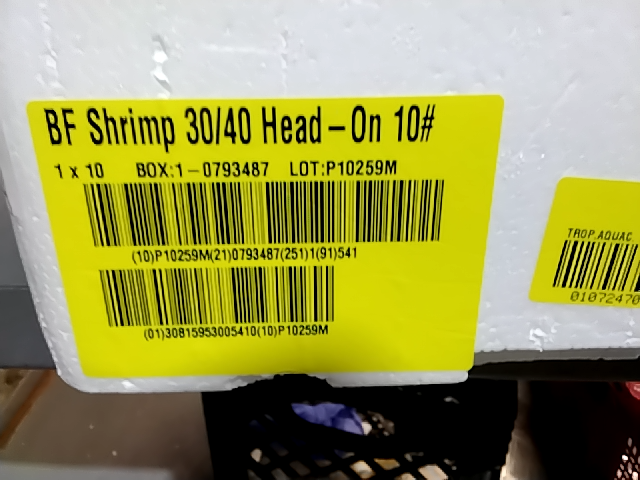 BF Shrimp 30/40 Head-On 10#
1 x 10 BOX:1-0793487 LOT:P10259M
(10)P10259M(21)0793487(251)1(91)541
(01)30815953005410(10)P10259M
TROP.AQUAC
01072470